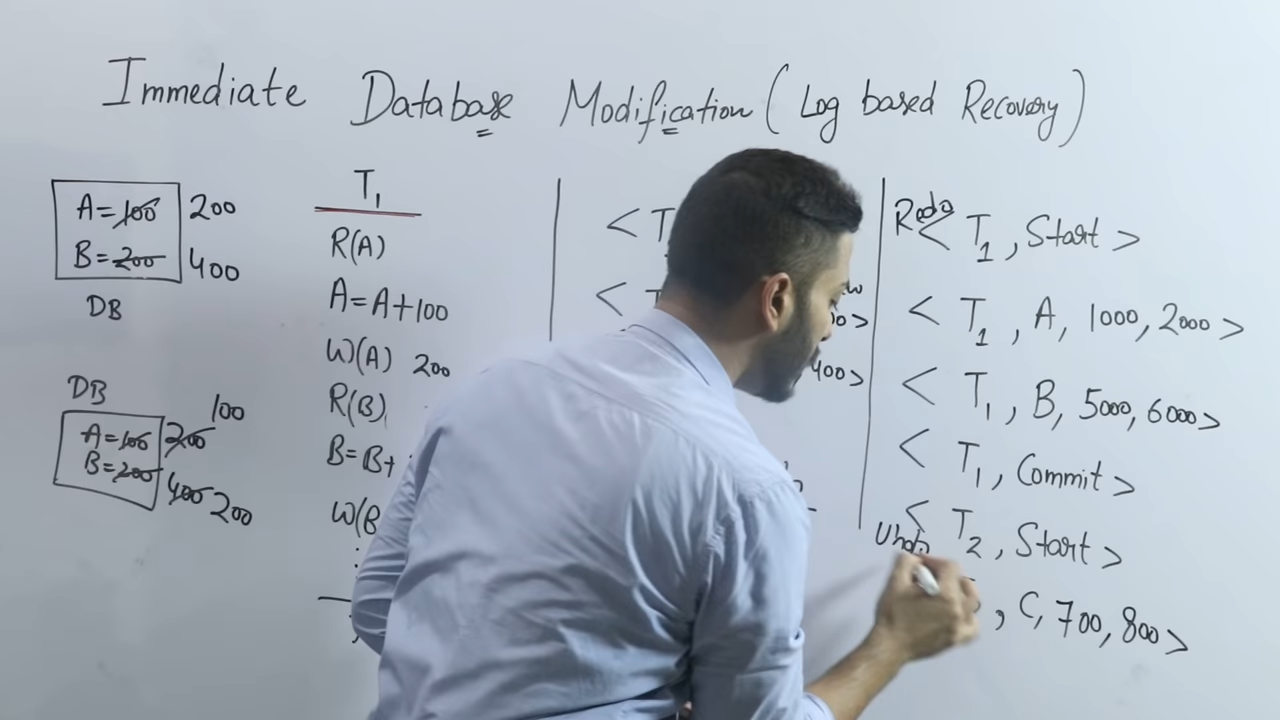 Immediate Database Modification (Log based Recovery)
A=100 200
B=200 400
DB
DB
A=100 200 100
B=200 400 200
T1
R(A)
A=A+100
W(A) 200
R(B)
B=B+
W(B
<T
<
400>
Redo
<T1, Start>
<T1, A, 1000, 2000>
<T1, B, 5000, 6000>
<T1, Commit>
Undo
<T2, Start>
, C, 700, 800>